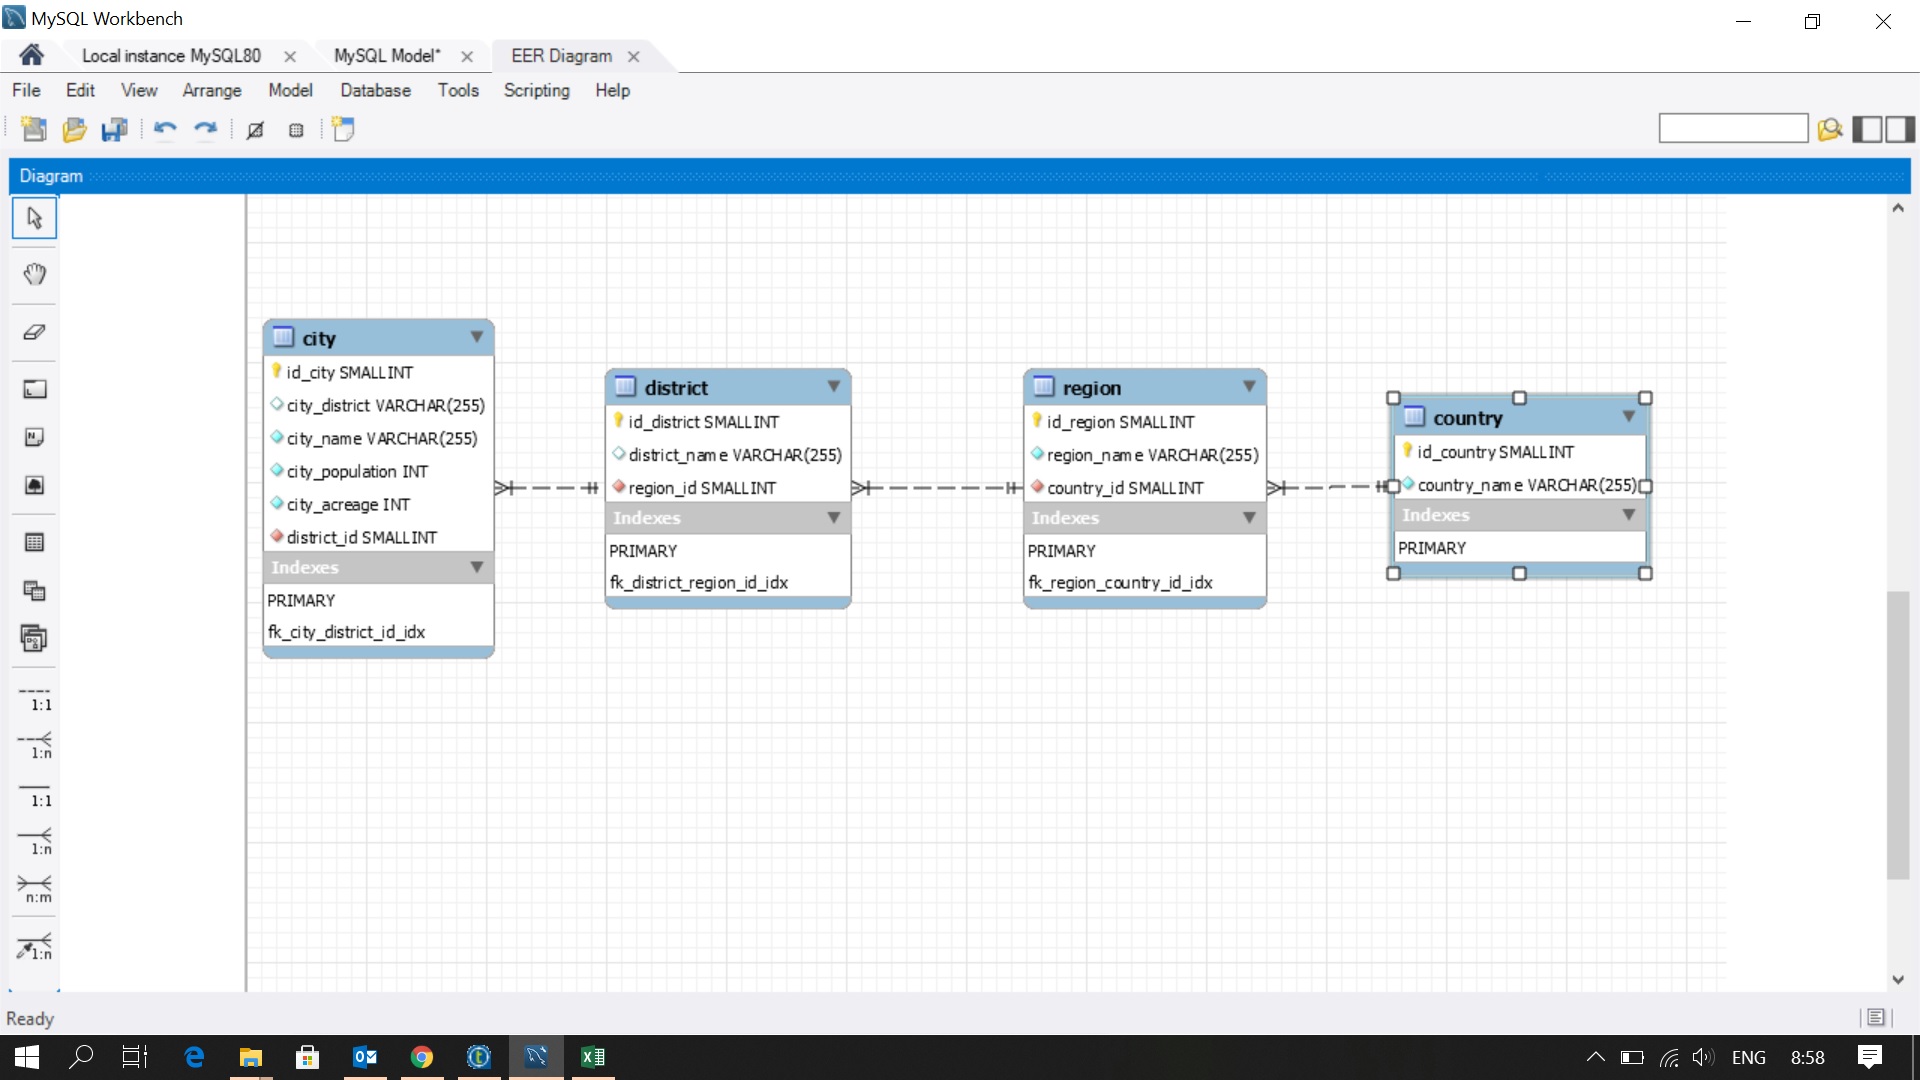 MySQL Workbench
Local instance MySQL80
MySQL Model*
EER Diagram
File Edit View Arrange Model Database Tools Scripting Help
Diagram
city
id_city SMALLINT
city_district VARCHAR(255)
city_name VARCHAR(255)
city_population INT
city_acreage INT
district_id SMALLINT
Indexes
PRIMARY
fk_city_district_id_idx
district
id_district SMALLINT
district_name VARCHAR(255)
region_id SMALLINT
Indexes
PRIMARY
fk_district_region_id_idx
region
id_region SMALLINT
region_name VARCHAR(255)
country_id SMALLINT
Indexes
PRIMARY
fk_region_country_id_idx
country
id_country SMALLINT
country_name VARCHAR(255)
Indexes
PRIMARY
1:1
1:n
1:1
1:n
n:m
1:n
Ready
ENG 8:58